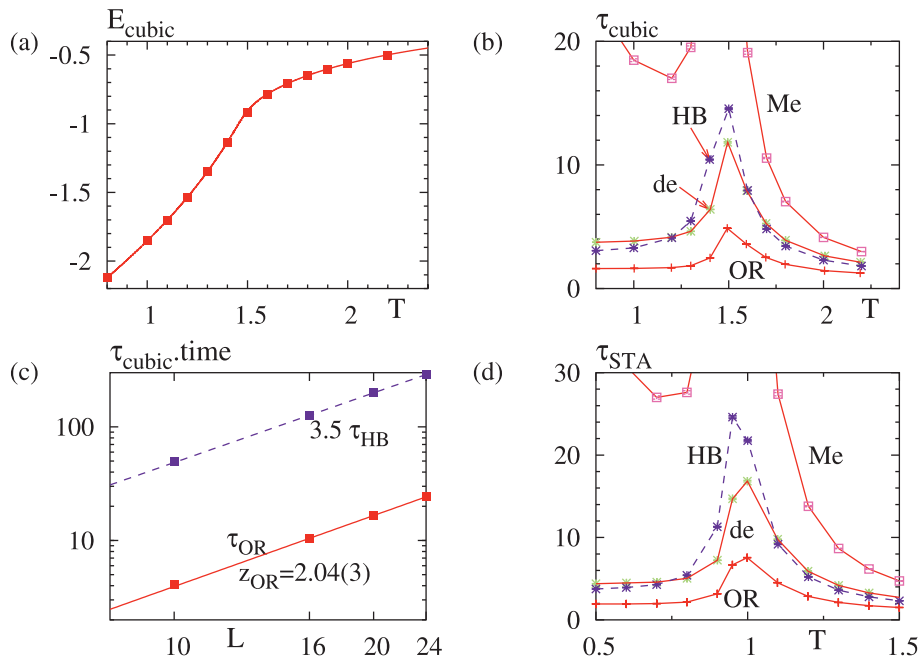 (a)
E_cubic
-0.5
-1
-1.5
-2
1
1.5
2
T
(b)
τ_cubic
20
10
0
HB
Me
de
OR
1
1.5
2
T
(c)
τ_cubic.time
100
10
3.5 τ_HB
τ_OR
z_OR=2.04(3)
10
L
16
20
24
(d)
τ_STA
30
20
10
0
HB
Me
de
OR
0.5
1
T
1.5